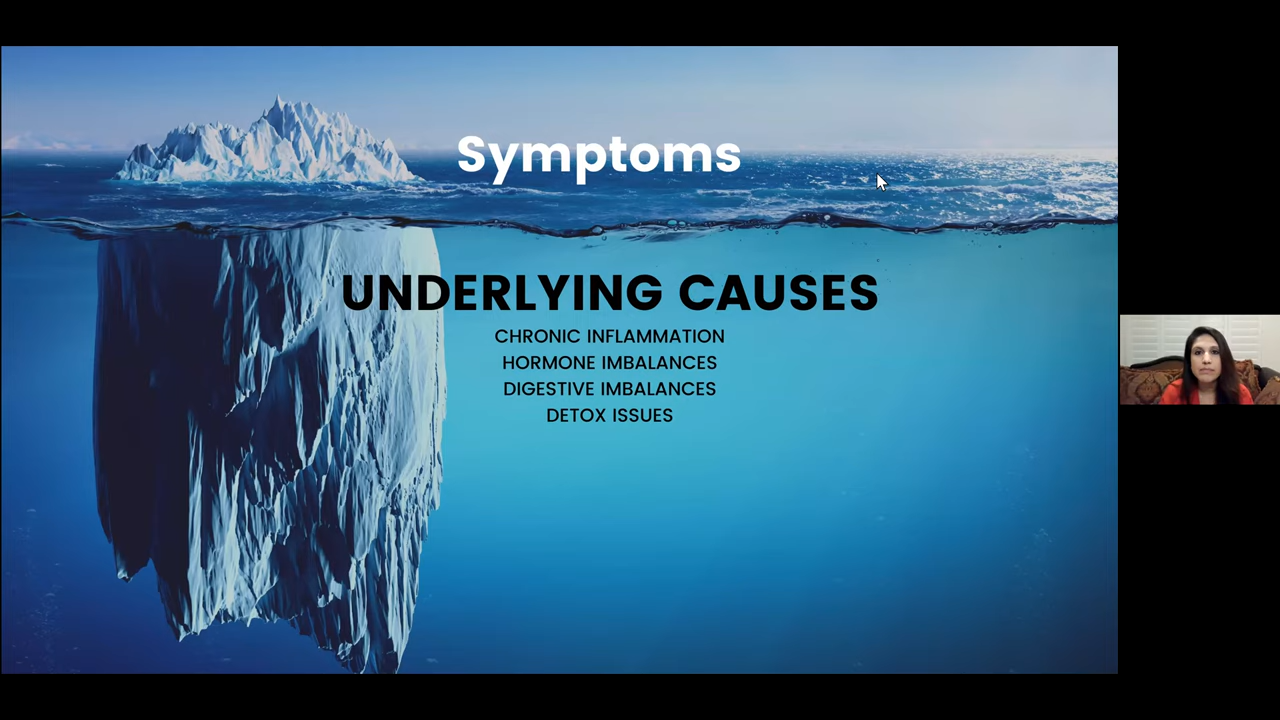 Symptoms
UNDERLYING CAUSES
CHRONIC INFLAMMATION
HORMONE IMBALANCES
DIGESTIVE IMBALANCES
DETOX ISSUES